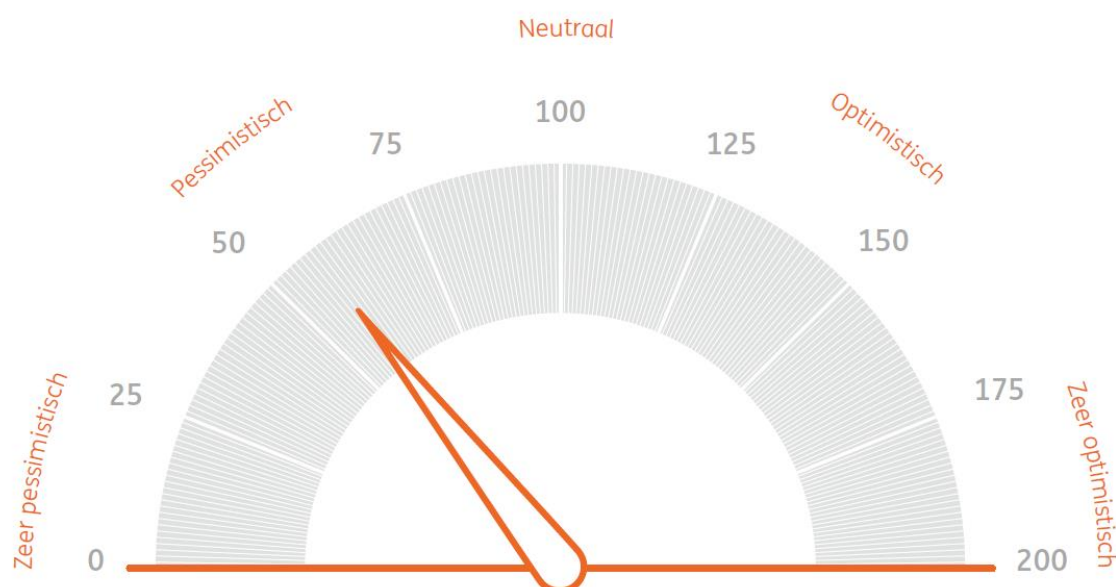 Neutraal
Pessimistisch
Optimistisch
100
75
125
50
150
25
175
Zeer pessimistisch
Zeer optimistisch
0
200